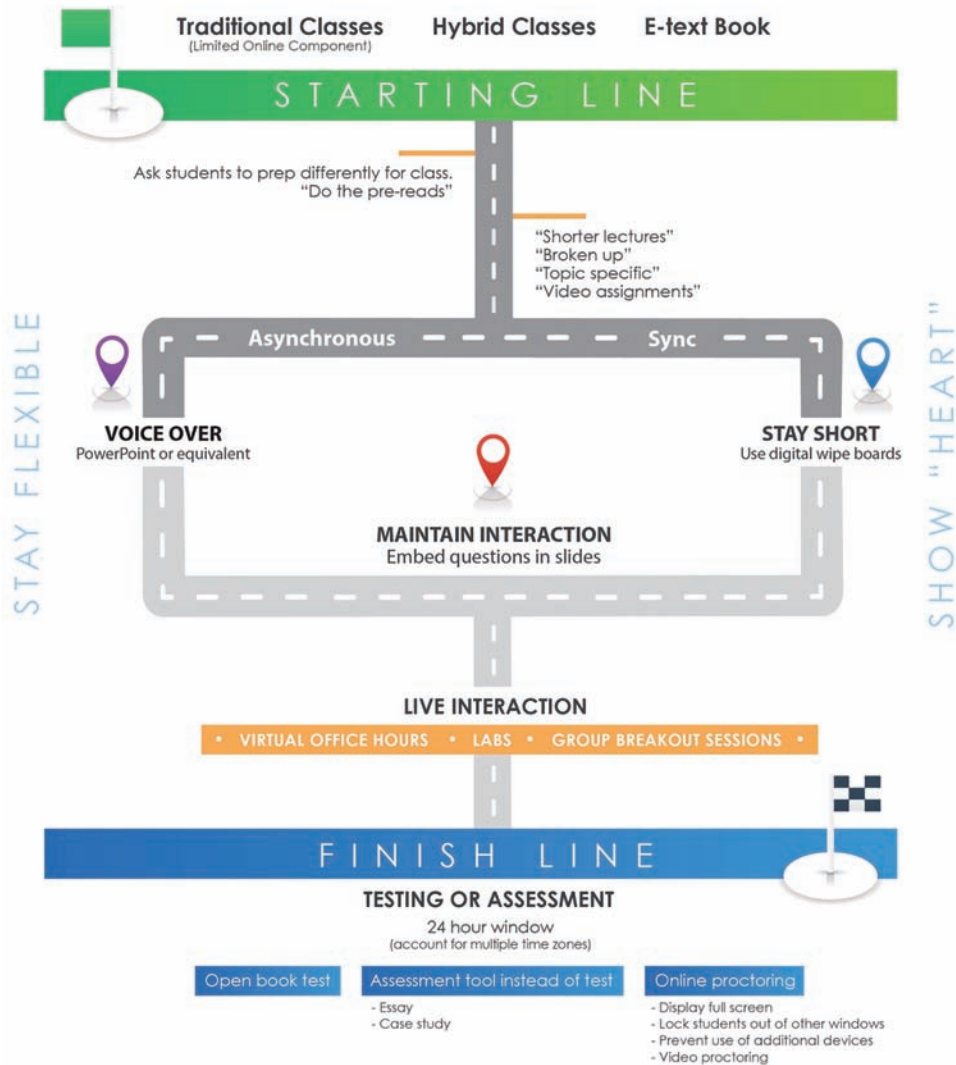 Traditional Classes
(Limited Online Component)
Hybrid Classes
E-text Book
STARTING LINE
Ask students to prep differently for class.
“Do the pre-reads”
“Shorter lectures”
“Broken up”
“Topic specific”
“Video assignments”
STAY FLEXIBLE
SHOW “HEART”
Asynchronous
Sync
VOICE OVER
PowerPoint or equivalent
STAY SHORT
Use digital wipe boards
MAINTAIN INTERACTION
Embed questions in slides
LIVE INTERACTION
• VIRTUAL OFFICE HOURS • LABS • GROUP BREAKOUT SESSIONS •
FINISH LINE
TESTING OR ASSESSMENT
24 hour window
(account for multiple time zones)
Open book test
Assessment tool instead of test
- Essay
- Case study
Online proctoring
- Display full screen
- Lock students out of other windows
- Prevent use of additional devices
- Video proctoring